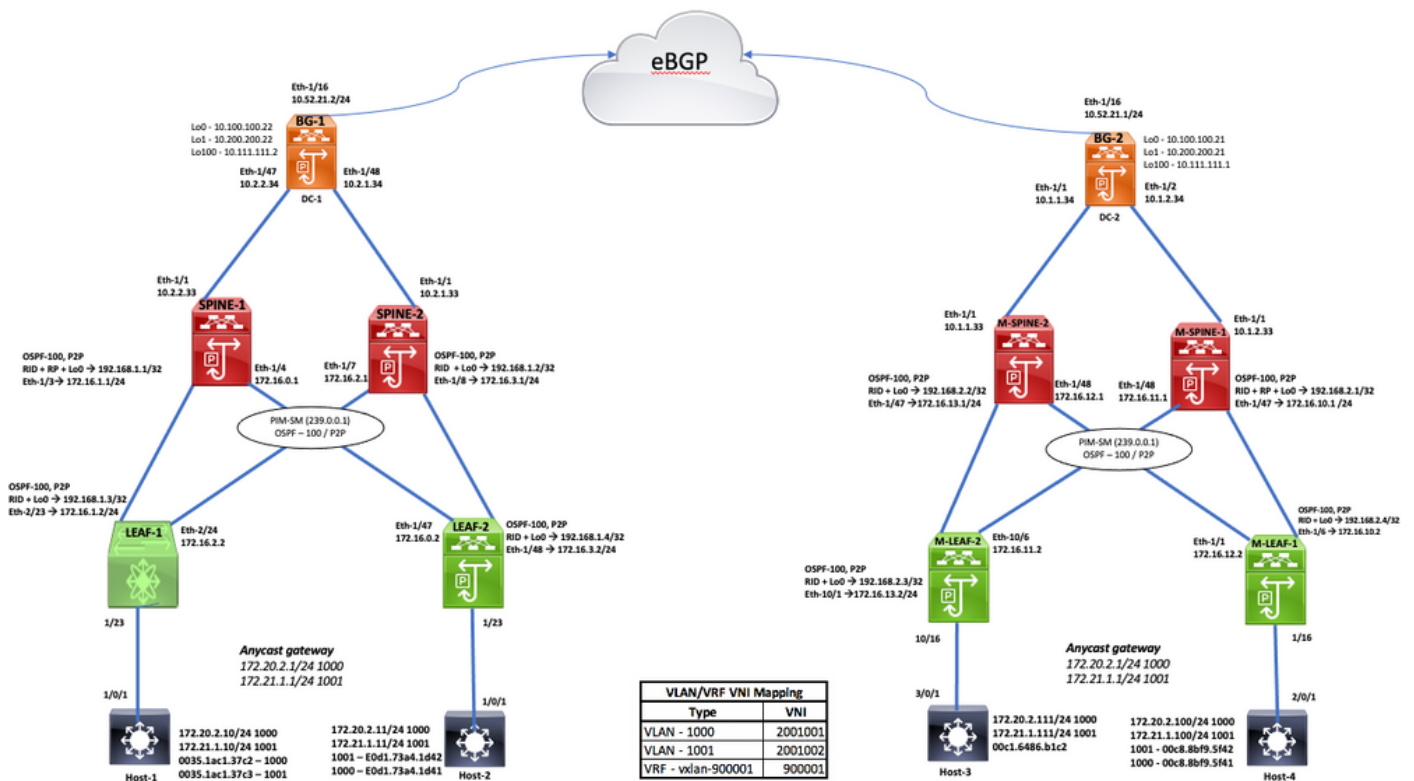 eBGP
Eth-1/16
10.52.21.2/24
BG-1
Lo0 - 10.100.100.22
Lo1 - 10.200.200.22
Lo100 - 10.111.111.2
Eth-1/47
10.2.2.34
Eth-1/48
10.2.1.34
DC-1
Eth-1/16
10.52.21.1/24
BG-2
Lo0 - 10.100.100.21
Lo1 - 10.200.200.21
Lo100 - 10.111.111.1
Eth-1/1
10.1.1.34
Eth-1/2
10.1.2.34
DC-2
Eth-1/1
10.2.2.33
SPINE-1
Eth-1/1
10.2.1.33
SPINE-2
OSPF-100, P2P
RID + RP + Lo0 → 192.168.1.1/32
Eth-1/3→ 172.16.1.1/24
Eth-1/4
172.16.0.1
Eth-1/7
172.16.2.1
OSPF-100, P2P
RID + Lo0 → 192.168.1.2/32
Eth-1/8 → 172.16.3.1/24
PIM-SM (239.0.0.1)
OSPF – 100 / P2P
Eth-1/1
10.1.1.33
M-SPINE-2
Eth-1/1
10.1.2.33
M-SPINE-1
OSPF-100, P2P
RID + Lo0 → 192.168.2.2/32
Eth-1/47 →172.16.13.1/24
Eth-1/48
172.16.12.1
Eth-1/48
172.16.11.1
OSPF-100, P2P
RID + RP + Lo0 → 192.168.2.1/32
Eth-1/47 → 172.16.10.1 /24
PIM-SM (239.0.0.1)
OSPF – 100 / P2P
OSPF-100, P2P
RID + Lo0 → 192.168.1.3/32
Eth-2/23 → 172.16.1.2/24
LEAF-1
Eth-2/24
172.16.2.2
Eth-1/47
172.16.0.2
LEAF-2
OSPF-100, P2P
RID + Lo0 → 192.168.1.4/32
Eth-1/48 → 172.16.3.2/24
OSPF-100, P2P
RID + Lo0 → 192.168.2.3/32
Eth-10/1 →172.16.13.2/24
M-LEAF-2
Eth-10/6
172.16.11.2
Eth-1/1
172.16.12.2
M-LEAF-1
OSPF-100, P2P
RID + Lo0 → 192.168.2.4/32
Eth-1/6→ 172.16.10.2
1/23
1/23
Anycast gateway
172.20.2.1/24 1000
172.21.1.1/24 1001
1/0/1
1/0/1
Host-1
172.20.2.10/24 1000
172.21.1.10/24 1001
0035.1ac1.37c2 – 1000
0035.1ac1.37c3 – 1001
172.20.2.11/24 1000
172.21.1.11/24 1001
1001 – E0d1.73a4.1d42
1000 – E0d1.73a4.1d41
Host-2
VLAN/VRF VNI Mapping
Type VNI
VLAN - 1000 2001001
VLAN - 1001 2001002
VRF - vxlan-900001 900001
10/16
1/16
Anycast gateway
172.20.2.1/24 1000
172.21.1.1/24 1001
3/0/1
2/0/1
Host-3
172.20.2.111/24 1000
172.21.1.111/24 1001
00c1.6486.b1c2
172.20.2.100/24 1000
172.21.1.100/24 1001
1001 - 00c8.8bf9.5f42
1000 - 00c8.8bf9.5f41
Host-4